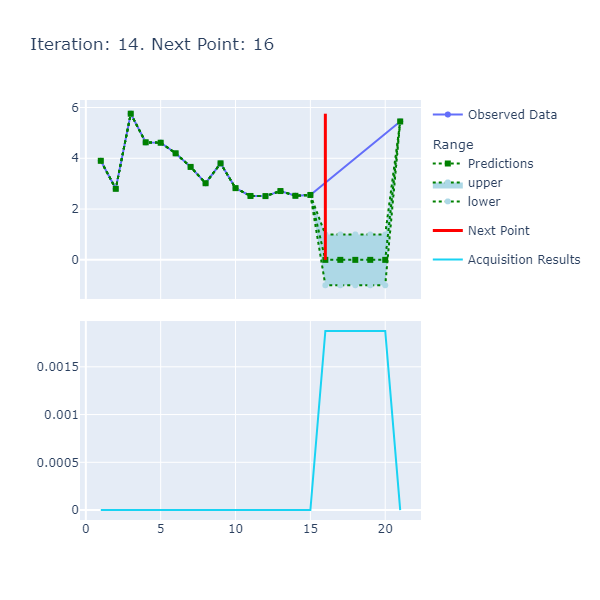 Iteration: 14. Next Point: 16
6
4
2
0
Observed Data
Range
Predictions
upper
lower
Next Point
Acquisition Results
0.0015
0.001
0.0005
0
0 5 10 15 20